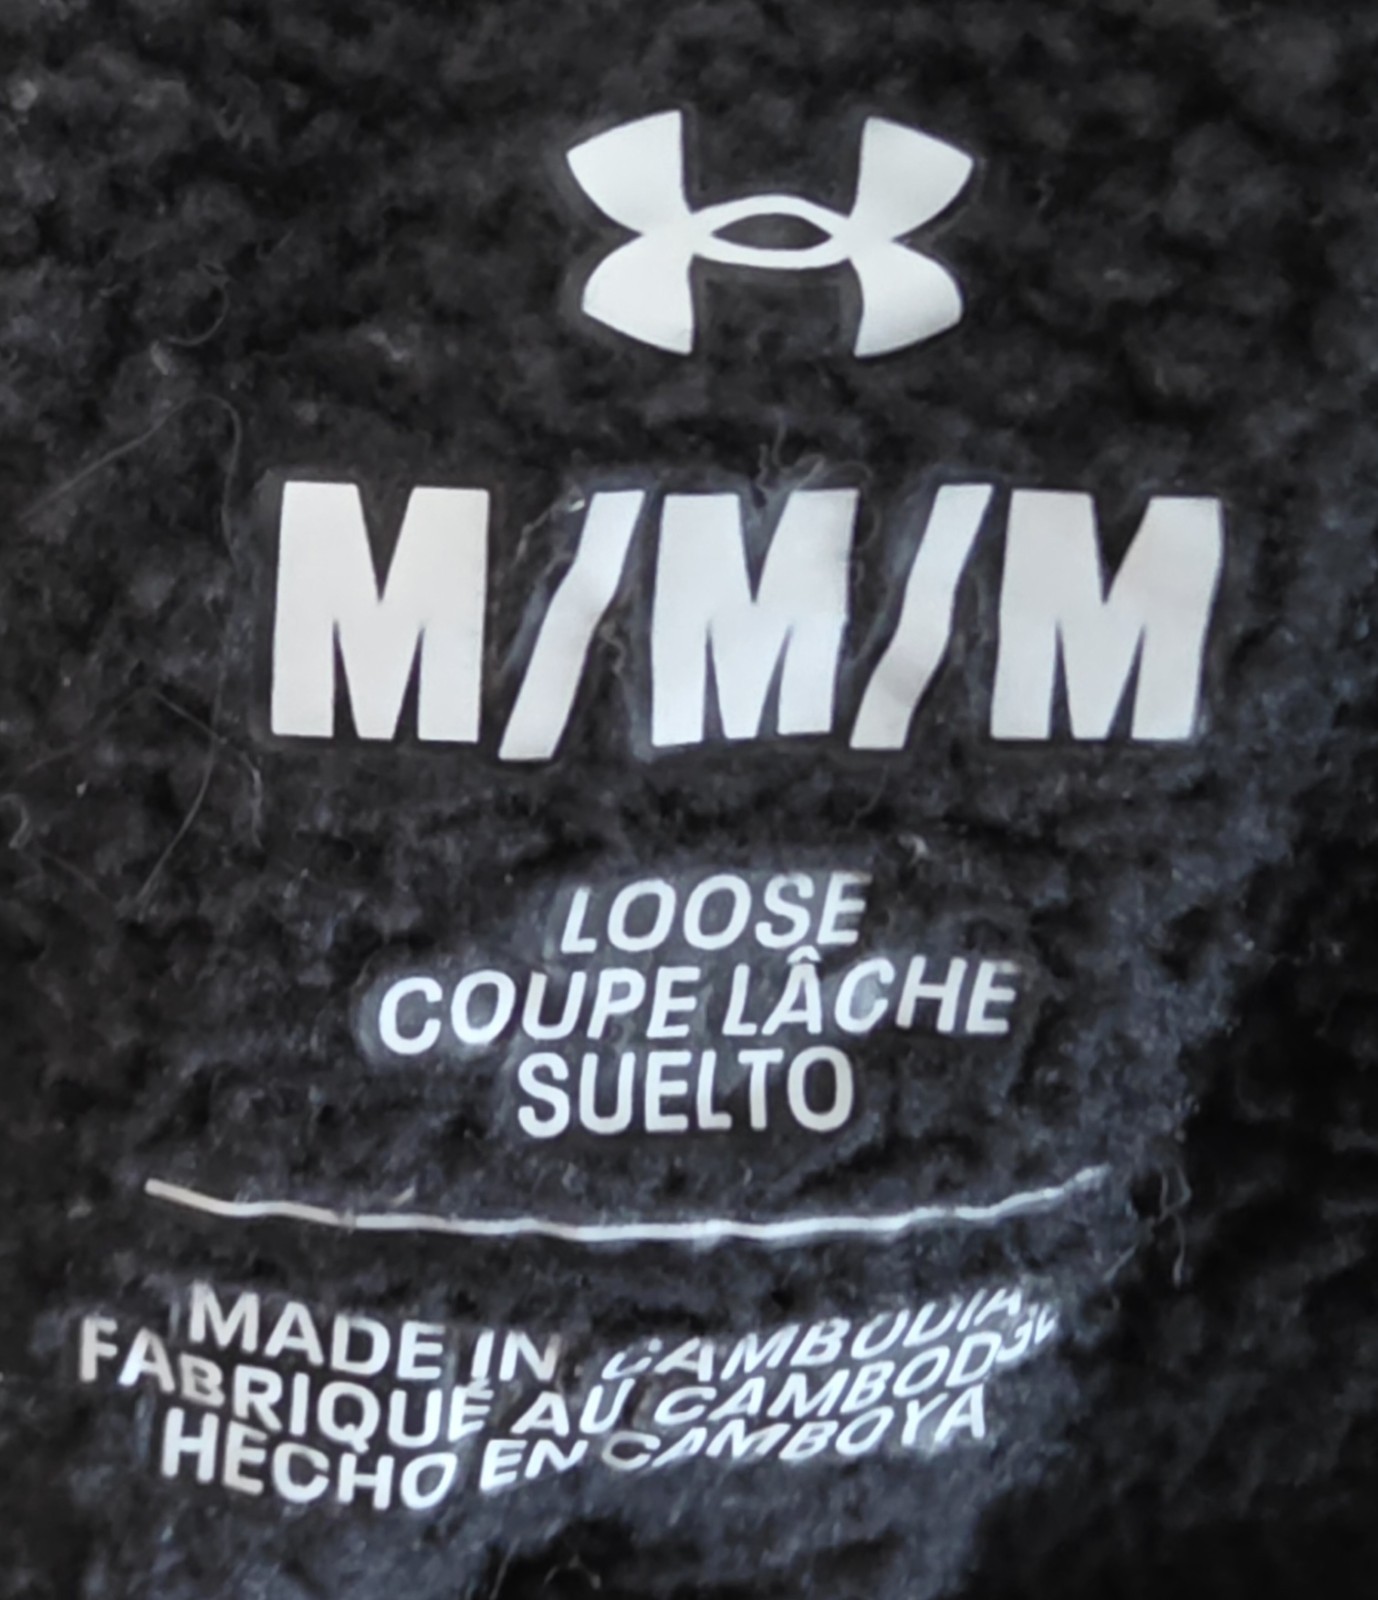 M/M/M
LOOSE
COUPE LÂCHE
SUELTO
MADE IN CAMBODIA
FABRIQUÉ AU CAMBODGE
HECHO EN CAMBOYA